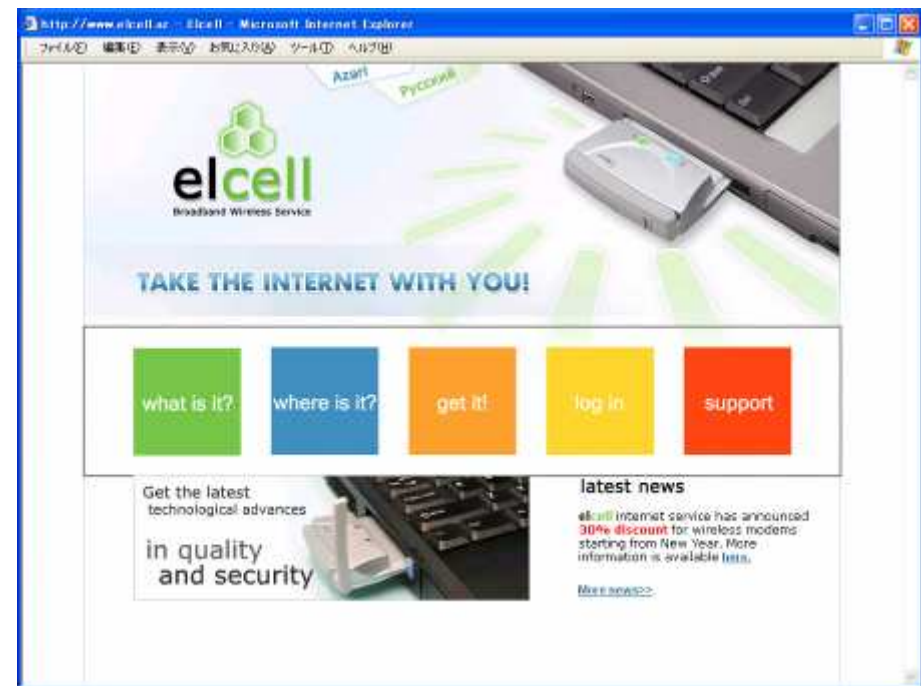 http://www.elcell.az - Elcell - Microsoft Internet Explorer
ファイル(F) 編集(E) 表示(V) お気に入り(A) ツール(T) ヘルプ(H)
Azəri
Русский
elcell
Broadband Wireless Service
TAKE THE INTERNET WITH YOU!
what is it? where is it? get it! log in support
Get the latest
technological advances
in quality
and security
latest news
elcell internet service has announced
30% discount for wireless modems
starting from New Year. More
information is available here.
More news>>